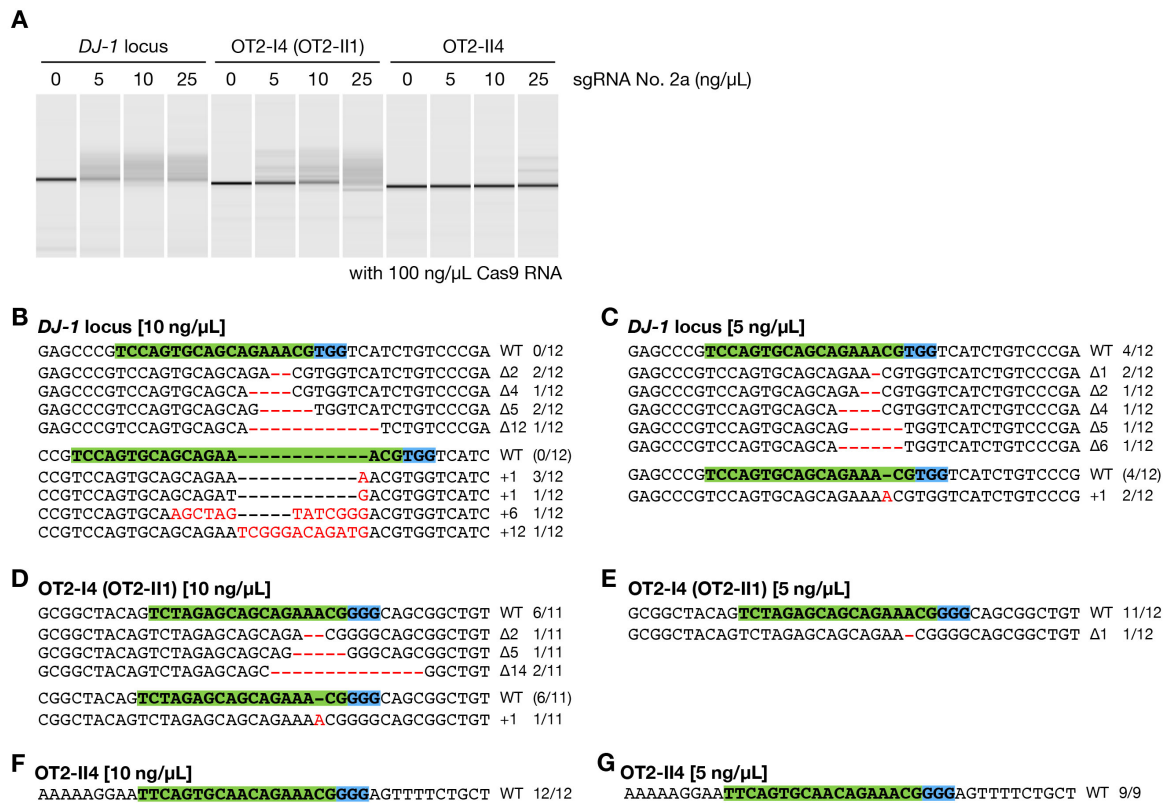 A
DJ-1 locus OT2-I4 (OT2-II1) OT2-II4
0 5 10 25 0 5 10 25 0 5 10 25 sgRNA No. 2a (ng/µL)
with 100 ng/µL Cas9 RNA
B DJ-1 locus [10 ng/µL]
GAGCCCGTCCAGTGCAGCAGAAACGTGGTCATCTGTCCCGA WT 0/12
GAGCCCGTCCAGTGCAGCAGA--CGTGGTCATCTGTCCCGA Δ2 2/12
GAGCCCGTCCAGTGCAGCA----CGTGGTCATCTGTCCCGA Δ4 1/12
GAGCCCGTCCAGTGCAGCAG-----TGGTCATCTGTCCCGA Δ5 2/12
GAGCCCGTCCAGTGCAGCA------------TCTGTCCCGA Δ12 1/12
CCGTCCAGTGCAGCAGAA------------ACGTGGTCATC WT (0/12)
CCGTCCAGTGCAGCAGAA-----------AACGTGGTCATC +1 3/12
CCGTCCAGTGCAGCAGAT-----------GACGTGGTCATC +1 1/12
CCGTCCAGTGCAAGCTAG-----TATCGGGACGTGGTCATC +6 1/12
CCGTCCAGTGCAGCAGAATCGGGACAGATGACGTGGTCATC +12 1/12
C DJ-1 locus [5 ng/µL]
GAGCCCGTCCAGTGCAGCAGAAACGTGGTCATCTGTCCCGA WT 4/12
GAGCCCGTCCAGTGCAGCAGAA-CGTGGTCATCTGTCCCGA Δ1 2/12
GAGCCCGTCCAGTGCAGCAGA--CGTGGTCATCTGTCCCGA Δ2 1/12
GAGCCCGTCCAGTGCAGCA----CGTGGTCATCTGTCCCGA Δ4 1/12
GAGCCCGTCCAGTGCAGCAG-----TGGTCATCTGTCCCGA Δ5 1/12
GAGCCCGTCCAGTGCAGCA------TGGTCATCTGTCCCGA Δ6 1/12
GAGCCCGTCCAGTGCAGCAGAAA-CGTGGTCATCTGTCCCG WT (4/12)
GAGCCCGTCCAGTGCAGCAGAAAACGTGGTCATCTGTCCCG +1 2/12
D OT2-I4 (OT2-II1) [10 ng/µL]
GCGGCTACAGTCTAGAGCAGCAGAAACGGGGCAGCGGCTGT WT 6/11
GCGGCTACAGTCTAGAGCAGCAGA--CGGGGCAGCGGCTGT Δ2 1/11
GCGGCTACAGTCTAGAGCAGCAG-----GGGCAGCGGCTGT Δ5 1/11
GCGGCTACAGTCTAGAGCAGC--------------GGCTGT Δ14 2/11
CGGCTACAGTCTAGAGCAGCAGAAA-CGGGGCAGCGGCTGT WT (6/11)
CGGCTACAGTCTAGAGCAGCAGAAAACGGGGCAGCGGCTGT +1 1/11
E OT2-I4 (OT2-II1) [5 ng/µL]
GCGGCTACAGTCTAGAGCAGCAGAAACGGGGCAGCGGCTGT WT 11/12
GCGGCTACAGTCTAGAGCAGCAGAA-CGGGGCAGCGGCTGT Δ1 1/12
F OT2-II4 [10 ng/µL]
AAAAAGGAATTCAGTGCAACAGAAACGGGGAGTTTTCTGCT WT 12/12
G OT2-II4 [5 ng/µL]
AAAAAGGAATTCAGTGCAACAGAAACGGGGAGTTTTCTGCT WT 9/9